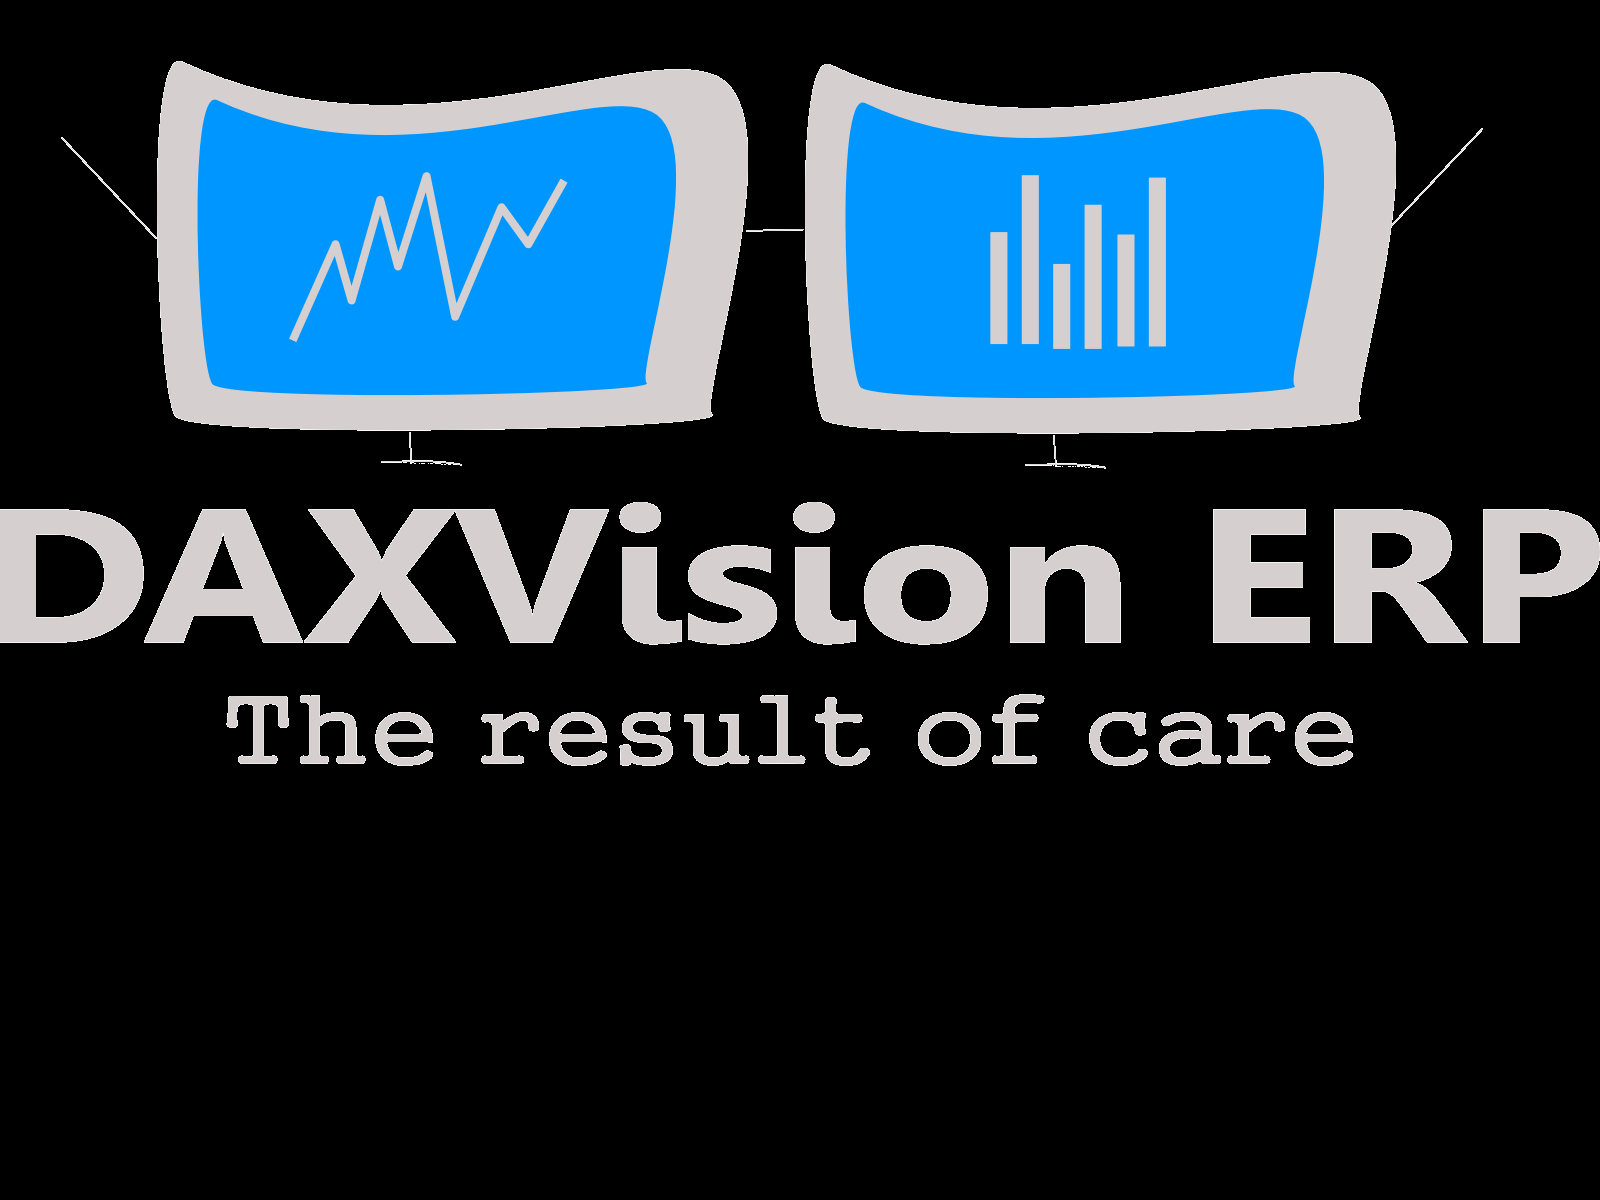 DAXVision ERP
The result of care